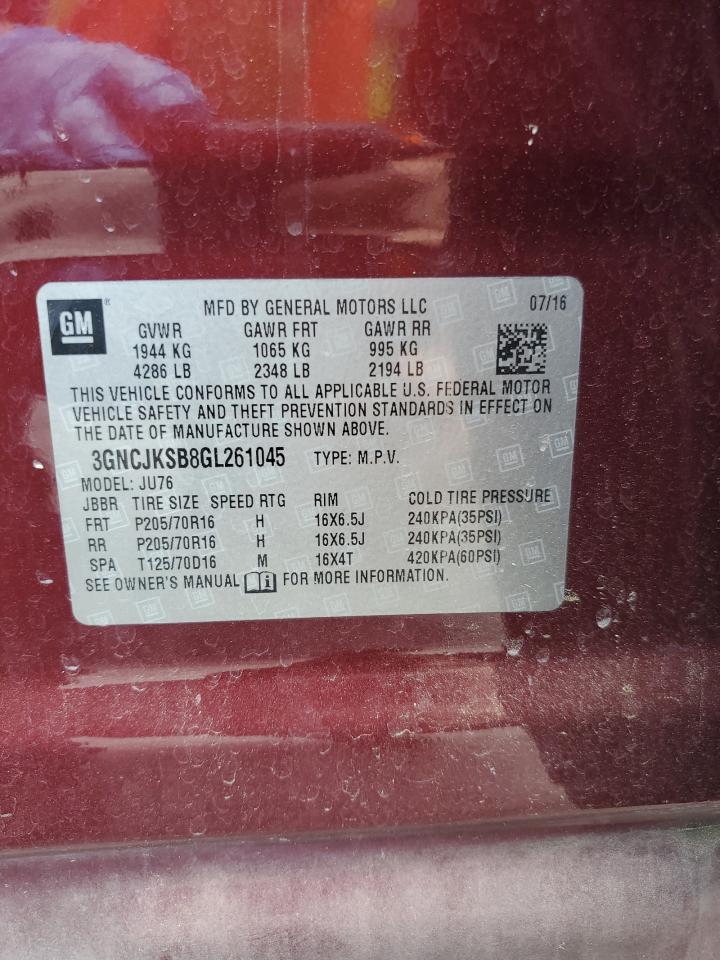 GM ®
MFD BY GENERAL MOTORS LLC 07/16
GVWR GAWR FRT GAWR RR
1944 KG 1065 KG 995 KG
4286 LB 2348 LB 2194 LB
THIS VEHICLE CONFORMS TO ALL APPLICABLE U.S. FEDERAL MOTOR
VEHICLE SAFETY AND THEFT PREVENTION STANDARDS IN EFFECT ON
THE DATE OF MANUFACTURE SHOWN ABOVE.
3GNCJKSB8GL261045 TYPE: M.P.V.
MODEL: JU76
JBBR TIRE SIZE SPEED RTG RIM COLD TIRE PRESSURE
FRT P205/70R16 H 16X6.5J 240KPA(35PSI)
RR P205/70R16 H 16X6.5J 240KPA(35PSI)
SPA T125/70D16 M 16X4T 420KPA(60PSI)
SEE OWNER'S MANUAL i FOR MORE INFORMATION.